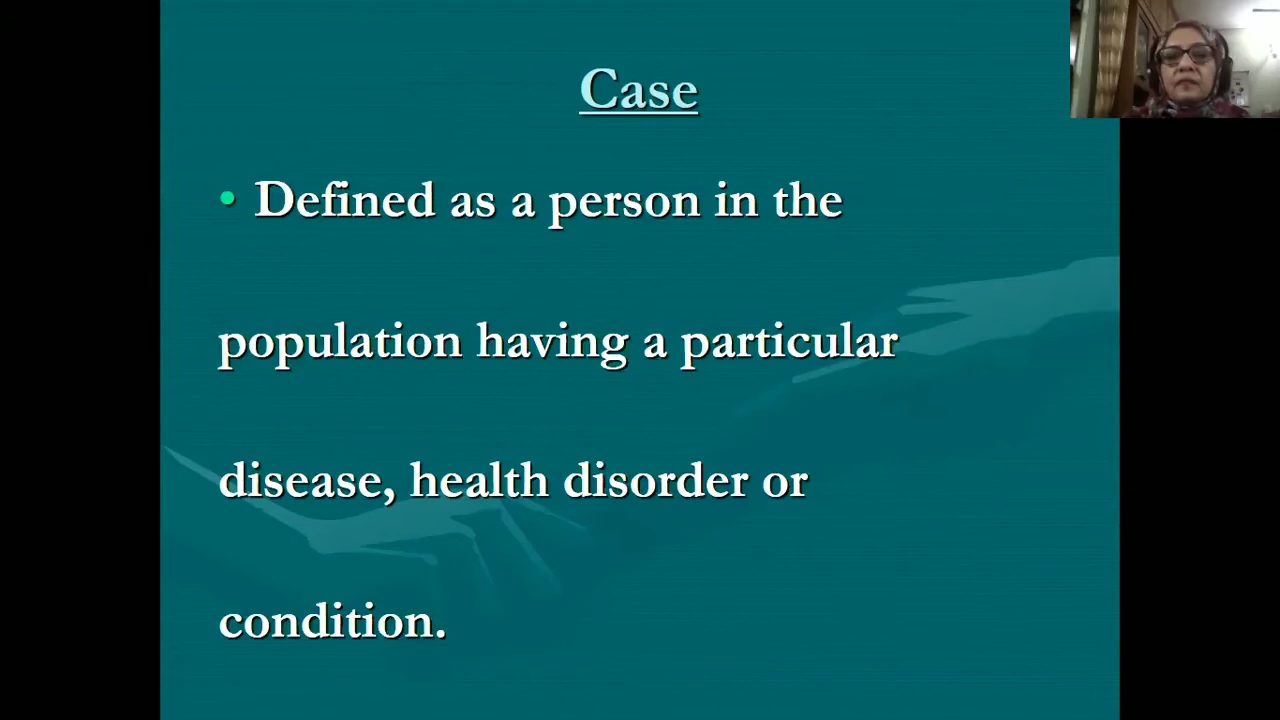 Case
• Defined as a person in the
population having a particular
disease, health disorder or
condition.